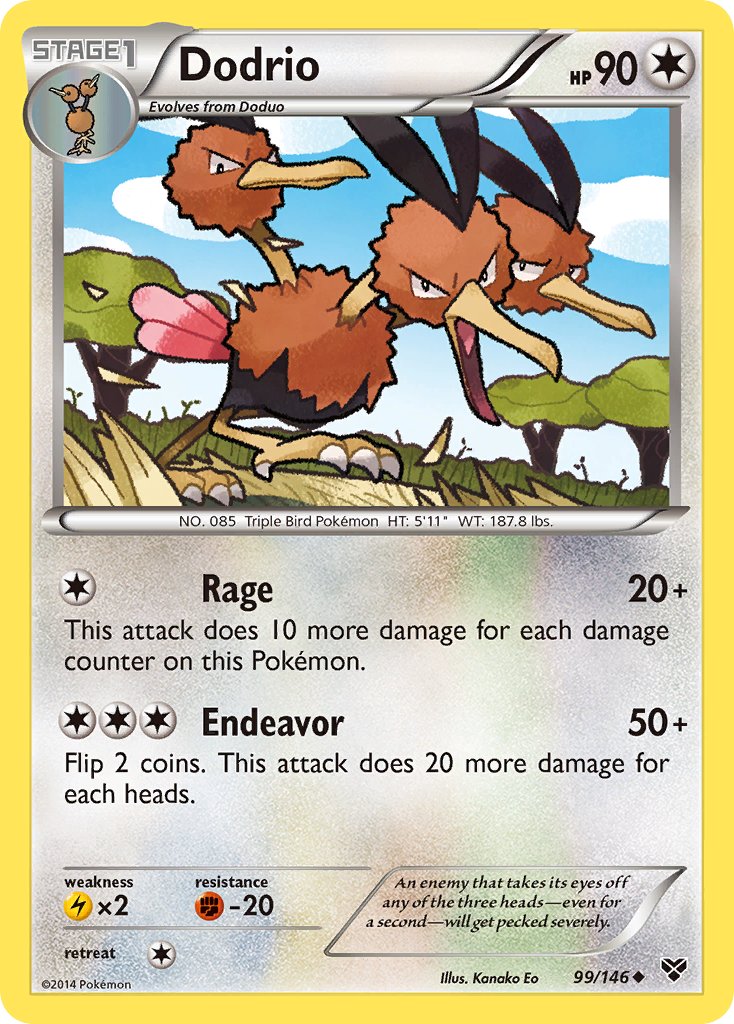 STAGE1
Dodrio
HP 90
Evolves from Doduo
NO. 085 Triple Bird Pokémon HT: 5'11" WT: 187.8 lbs.
Rage 20+
This attack does 10 more damage for each damage
counter on this Pokémon.
Endeavor 50+
Flip 2 coins. This attack does 20 more damage for
each heads.
weakness resistance
×2 -20
An enemy that takes its eyes off
any of the three heads—even for
a second—will get pecked severely.
retreat
©2014 Pokémon
Illus. Kanako Eo 99/146